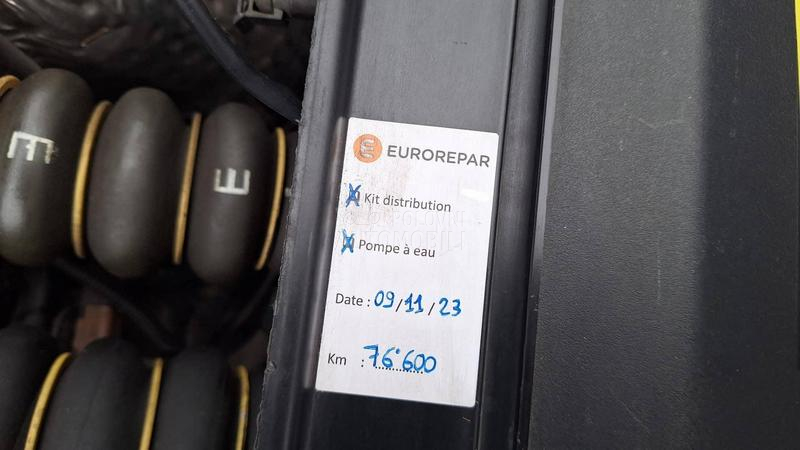 E E
EUROREPAR
Kit distribution
Pompe à eau
Date : 09/11/23
Km : 76'600